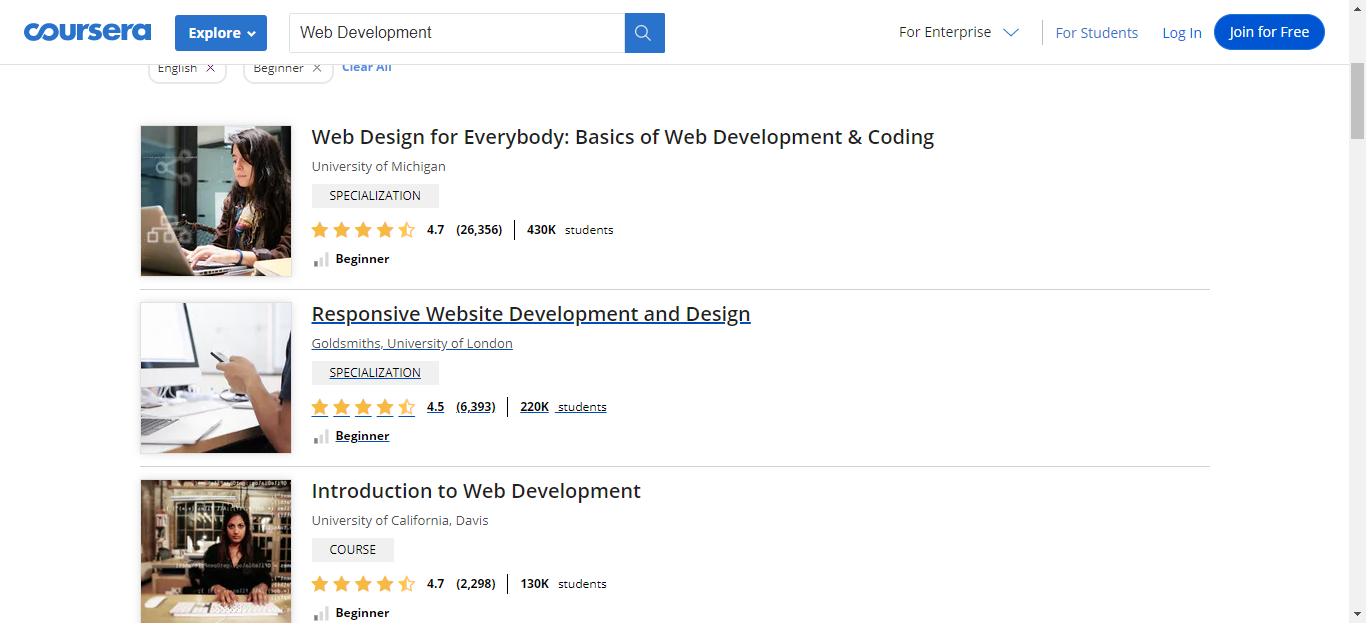 coursera Explore Web Development For Enterprise For Students Log In Join for Free
English × Beginner × Clear All
Web Design for Everybody: Basics of Web Development & Coding
University of Michigan
SPECIALIZATION
4.7 (26,356) 430K students
Beginner
Responsive Website Development and Design
Goldsmiths, University of London
SPECIALIZATION
4.5 (6,393) 220K students
Beginner
Introduction to Web Development
University of California, Davis
COURSE
4.7 (2,298) 130K students
Beginner